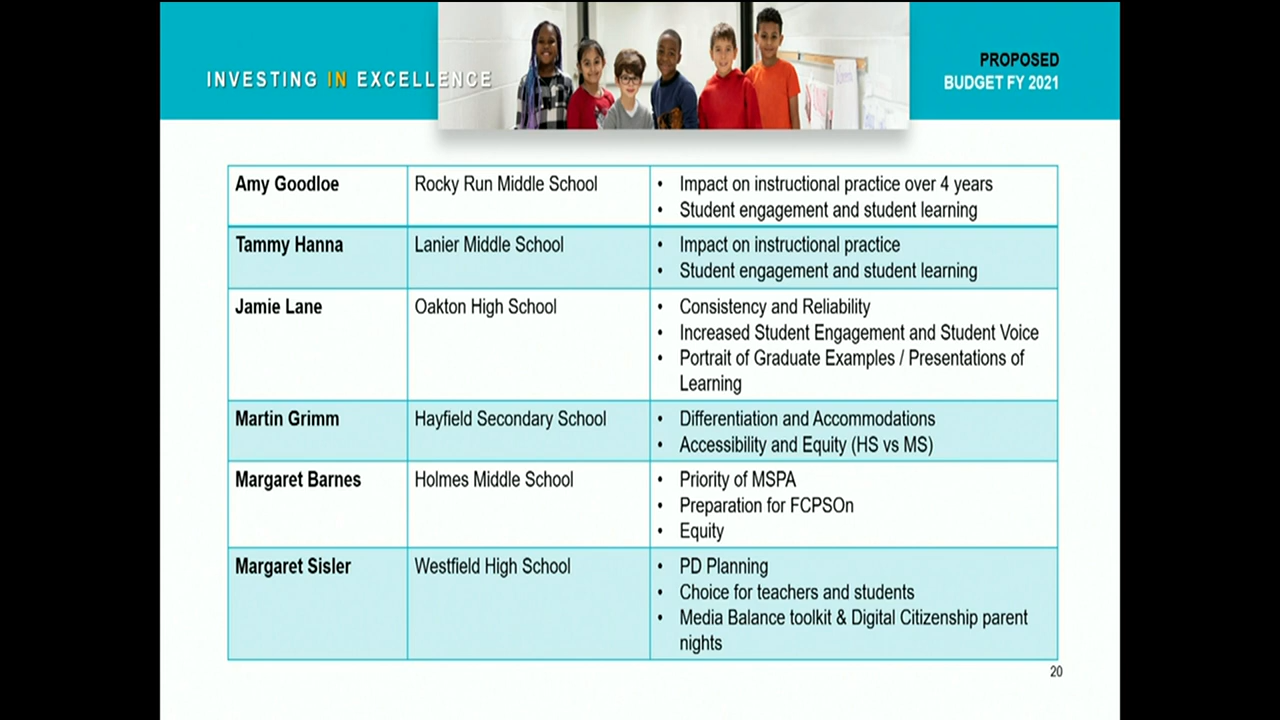 INVESTING IN EXCELLENCE
PROPOSED
BUDGET FY 2021
Amy Goodloe
Rocky Run Middle School
• Impact on instructional practice over 4 years
• Student engagement and student learning
Tammy Hanna
Lanier Middle School
• Impact on instructional practice
• Student engagement and student learning
Jamie Lane
Oakton High School
• Consistency and Reliability
• Increased Student Engagement and Student Voice
• Portrait of Graduate Examples / Presentations of
Learning
Martin Grimm
Hayfield Secondary School
• Differentiation and Accommodations
• Accessibility and Equity (HS vs MS)
Margaret Barnes
Holmes Middle School
• Priority of MSPA
• Preparation for FCPSOn
• Equity
Margaret Sisler
Westfield High School
• PD Planning
• Choice for teachers and students
• Media Balance toolkit & Digital Citizenship parent
nights
20